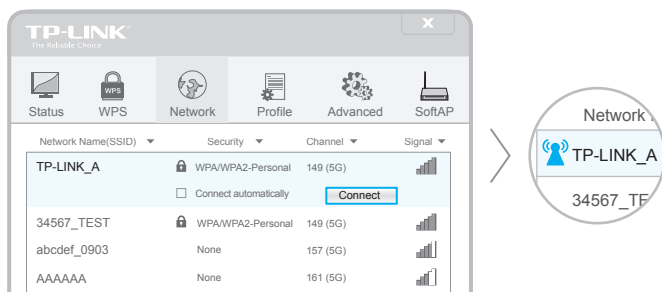 TP-LINK®
The Reliable Choice
X
WPS
Status WPS Network Profile Advanced SoftAP
Network Name(SSID) Security Channel Signal
TP-LINK_A WPA/WPA2-Personal 149 (5G)
Connect automatically Connect
34567_TEST WPA/WPA2-Personal 149 (5G)
abcdef_0903 None 157 (5G)
AAAAAA None 161 (5G)
Network
TP-LINK_A
34567_TE